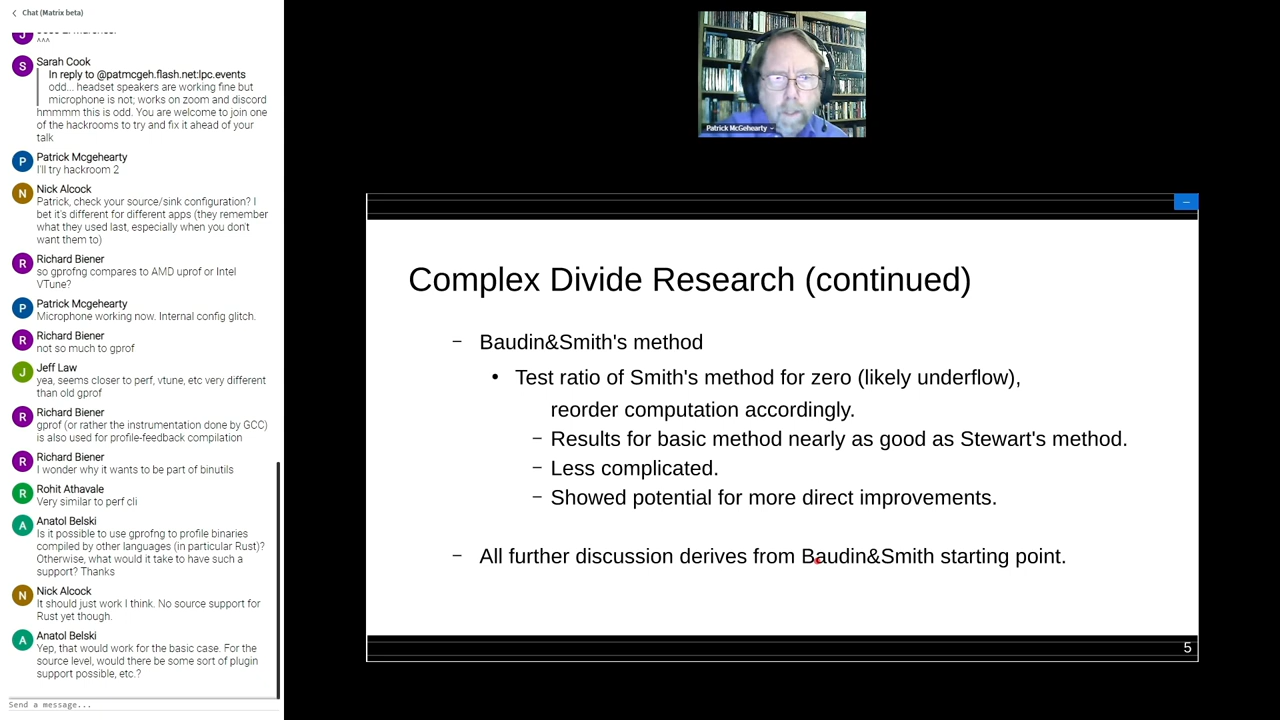 Chat (Matrix beta)
^^^
Sarah Cook
In reply to @patmcgeh.flash.net:lpc.events
odd... headset speakers are working fine but
microphone is not; works on zoom and discord
hmmmm this is odd. You are welcome to join one
of the hackrooms to try and fix it ahead of your
talk
Patrick Mcgehearty
I'll try hackroom 2
Nick Alcock
Patrick, check your source/sink configuration? I
bet it's different for different apps (they remember
what they used last, especially when you don't
want them to)
Richard Biener
so gprofng compares to AMD uprof or Intel
VTune?
Patrick Mcgehearty
Microphone working now. Internal config glitch.
Richard Biener
not so much to gprof
Jeff Law
yea, seems closer to perf, vtune, etc very different
than old gprof
Richard Biener
gprof (or rather the instrumentation done by GCC)
is also used for profile-feedback compilation
Richard Biener
I wonder why it wants to be part of binutils
Rohit Athavale
Very similar to perf cli
Anatol Belski
Is it possible to use gprofng to profile binaries
compiled by other languages (in particular Rust)?
Otherwise, what would it take to have such a
support? Thanks
Nick Alcock
It should just work I think. No source support for
Rust yet though.
Anatol Belski
Yep, that would work for the basic case. For the
source level, would there be some sort of plugin
support possible, etc.?
Send a message...
Patrick McGehearty
Complex Divide Research (continued)
– Baudin&Smith's method
• Test ratio of Smith's method for zero (likely underflow),
reorder computation accordingly.
– Results for basic method nearly as good as Stewart's method.
– Less complicated.
– Showed potential for more direct improvements.
– All further discussion derives from Baudin&Smith starting point.
5